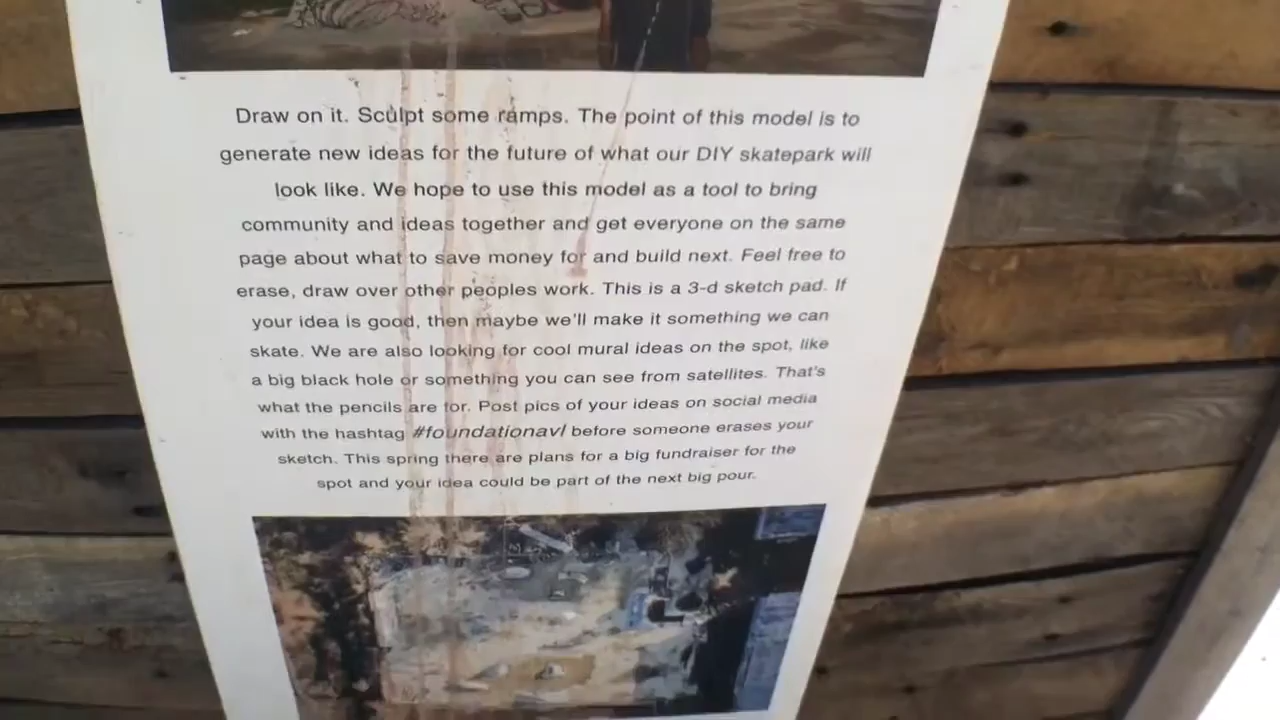 Draw on it. Sculpt some ramps. The point of this model is to
generate new ideas for the future of what our DIY skatepark will
look like. We hope to use this model as a tool to bring
community and ideas together and get everyone on the same
page about what to save money for and build next. Feel free to
erase, draw over other peoples work. This is a 3-d sketch pad. If
your idea is good, then maybe we'll make it something we can
skate. We are also looking for cool mural ideas on the spot, like
a big black hole or something you can see from satellites. That's
what the pencils are for. Post pics of your ideas on social media
with the hashtag #foundationavl before someone erases your
sketch. This spring there are plans for a big fundraiser for the
spot and your idea could be part of the next big pour.